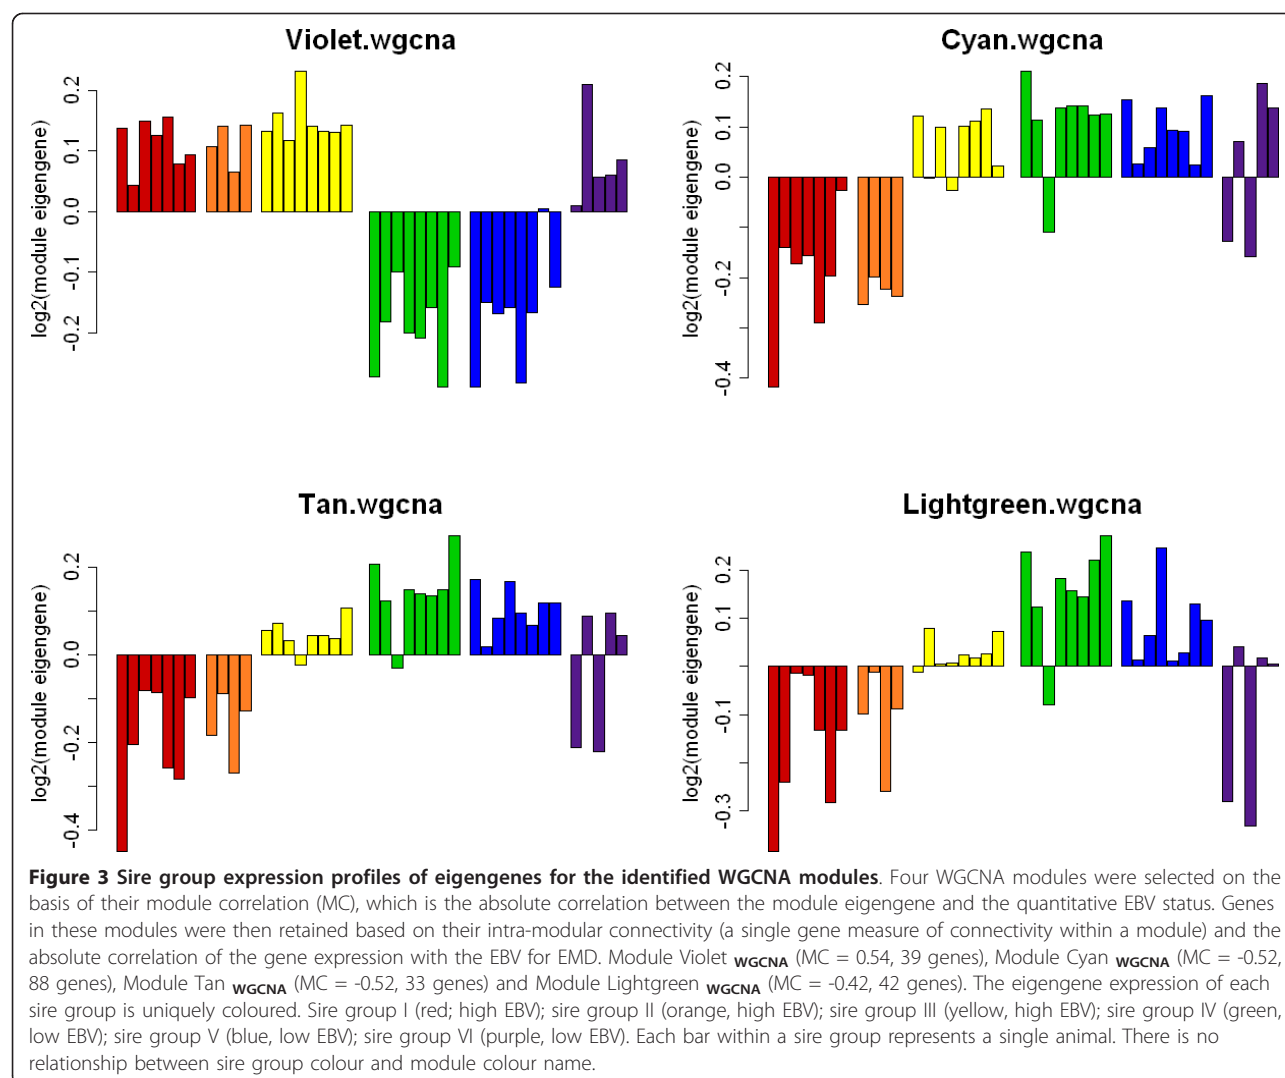 Violet.wgcna
log2(module eigengene)
0.2
0.1
0.0
-0.1
-0.2
Cyan.wgcna
log2(module eigengene)
0.2
0.0
-0.2
-0.4
Tan.wgcna
log2(module eigengene)
0.2
0.0
-0.2
-0.4
Lightgreen.wgcna
log2(module eigengene)
0.2
0.1
-0.1
-0.3
Figure 3 Sire group expression profiles of eigengenes for the identified WGCNA modules. Four WGCNA modules were selected on the
basis of their module correlation (MC), which is the absolute correlation between the module eigengene and the quantitative EBV status. Genes
in these modules were then retained based on their intra-modular connectivity (a single gene measure of connectivity within a module) and the
absolute correlation of the gene expression with the EBV for EMD. Module Violet WGCNA (MC = 0.54, 39 genes), Module Cyan WGCNA (MC = -0.52,
88 genes), Module Tan WGCNA (MC = -0.52, 33 genes) and Module Lightgreen WGCNA (MC = -0.42, 42 genes). The eigengene expression of each
sire group is uniquely coloured. Sire group I (red; high EBV); sire group II (orange, high EBV); sire group III (yellow, high EBV); sire group IV (green,
low EBV); sire group V (blue, low EBV); sire group VI (purple, low EBV). Each bar within a sire group represents a single animal. There is no
relationship between sire group colour and module colour name.